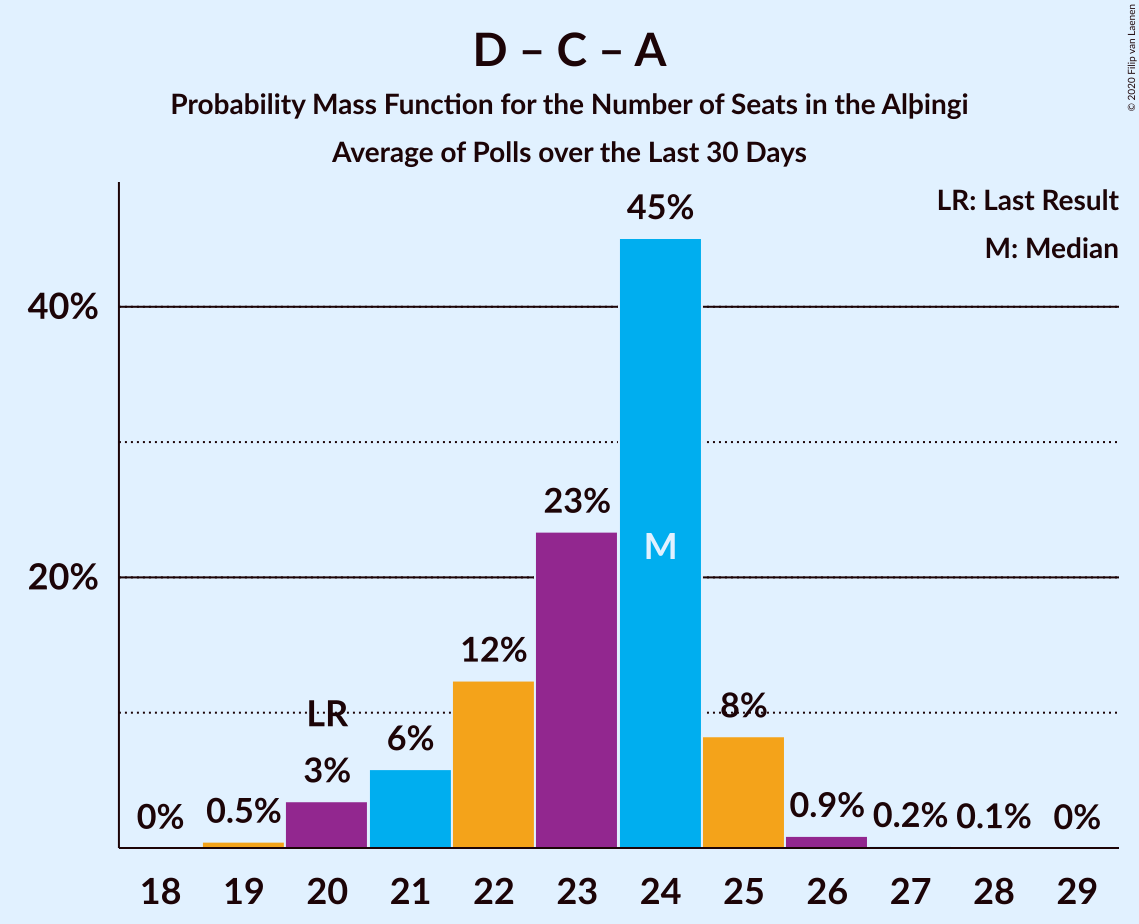 D – C – A
Probability Mass Function for the Number of Seats in the Alþingi
Average of Polls over the Last 30 Days
© 2020 Filip van Laenen
LR: Last Result
M: Median
40%
20%
0%
0.5%
LR
3%
6%
12%
23%
45%
M
8%
0.9%
0.2%
0.1%
0%
18 19 20 21 22 23 24 25 26 27 28 29